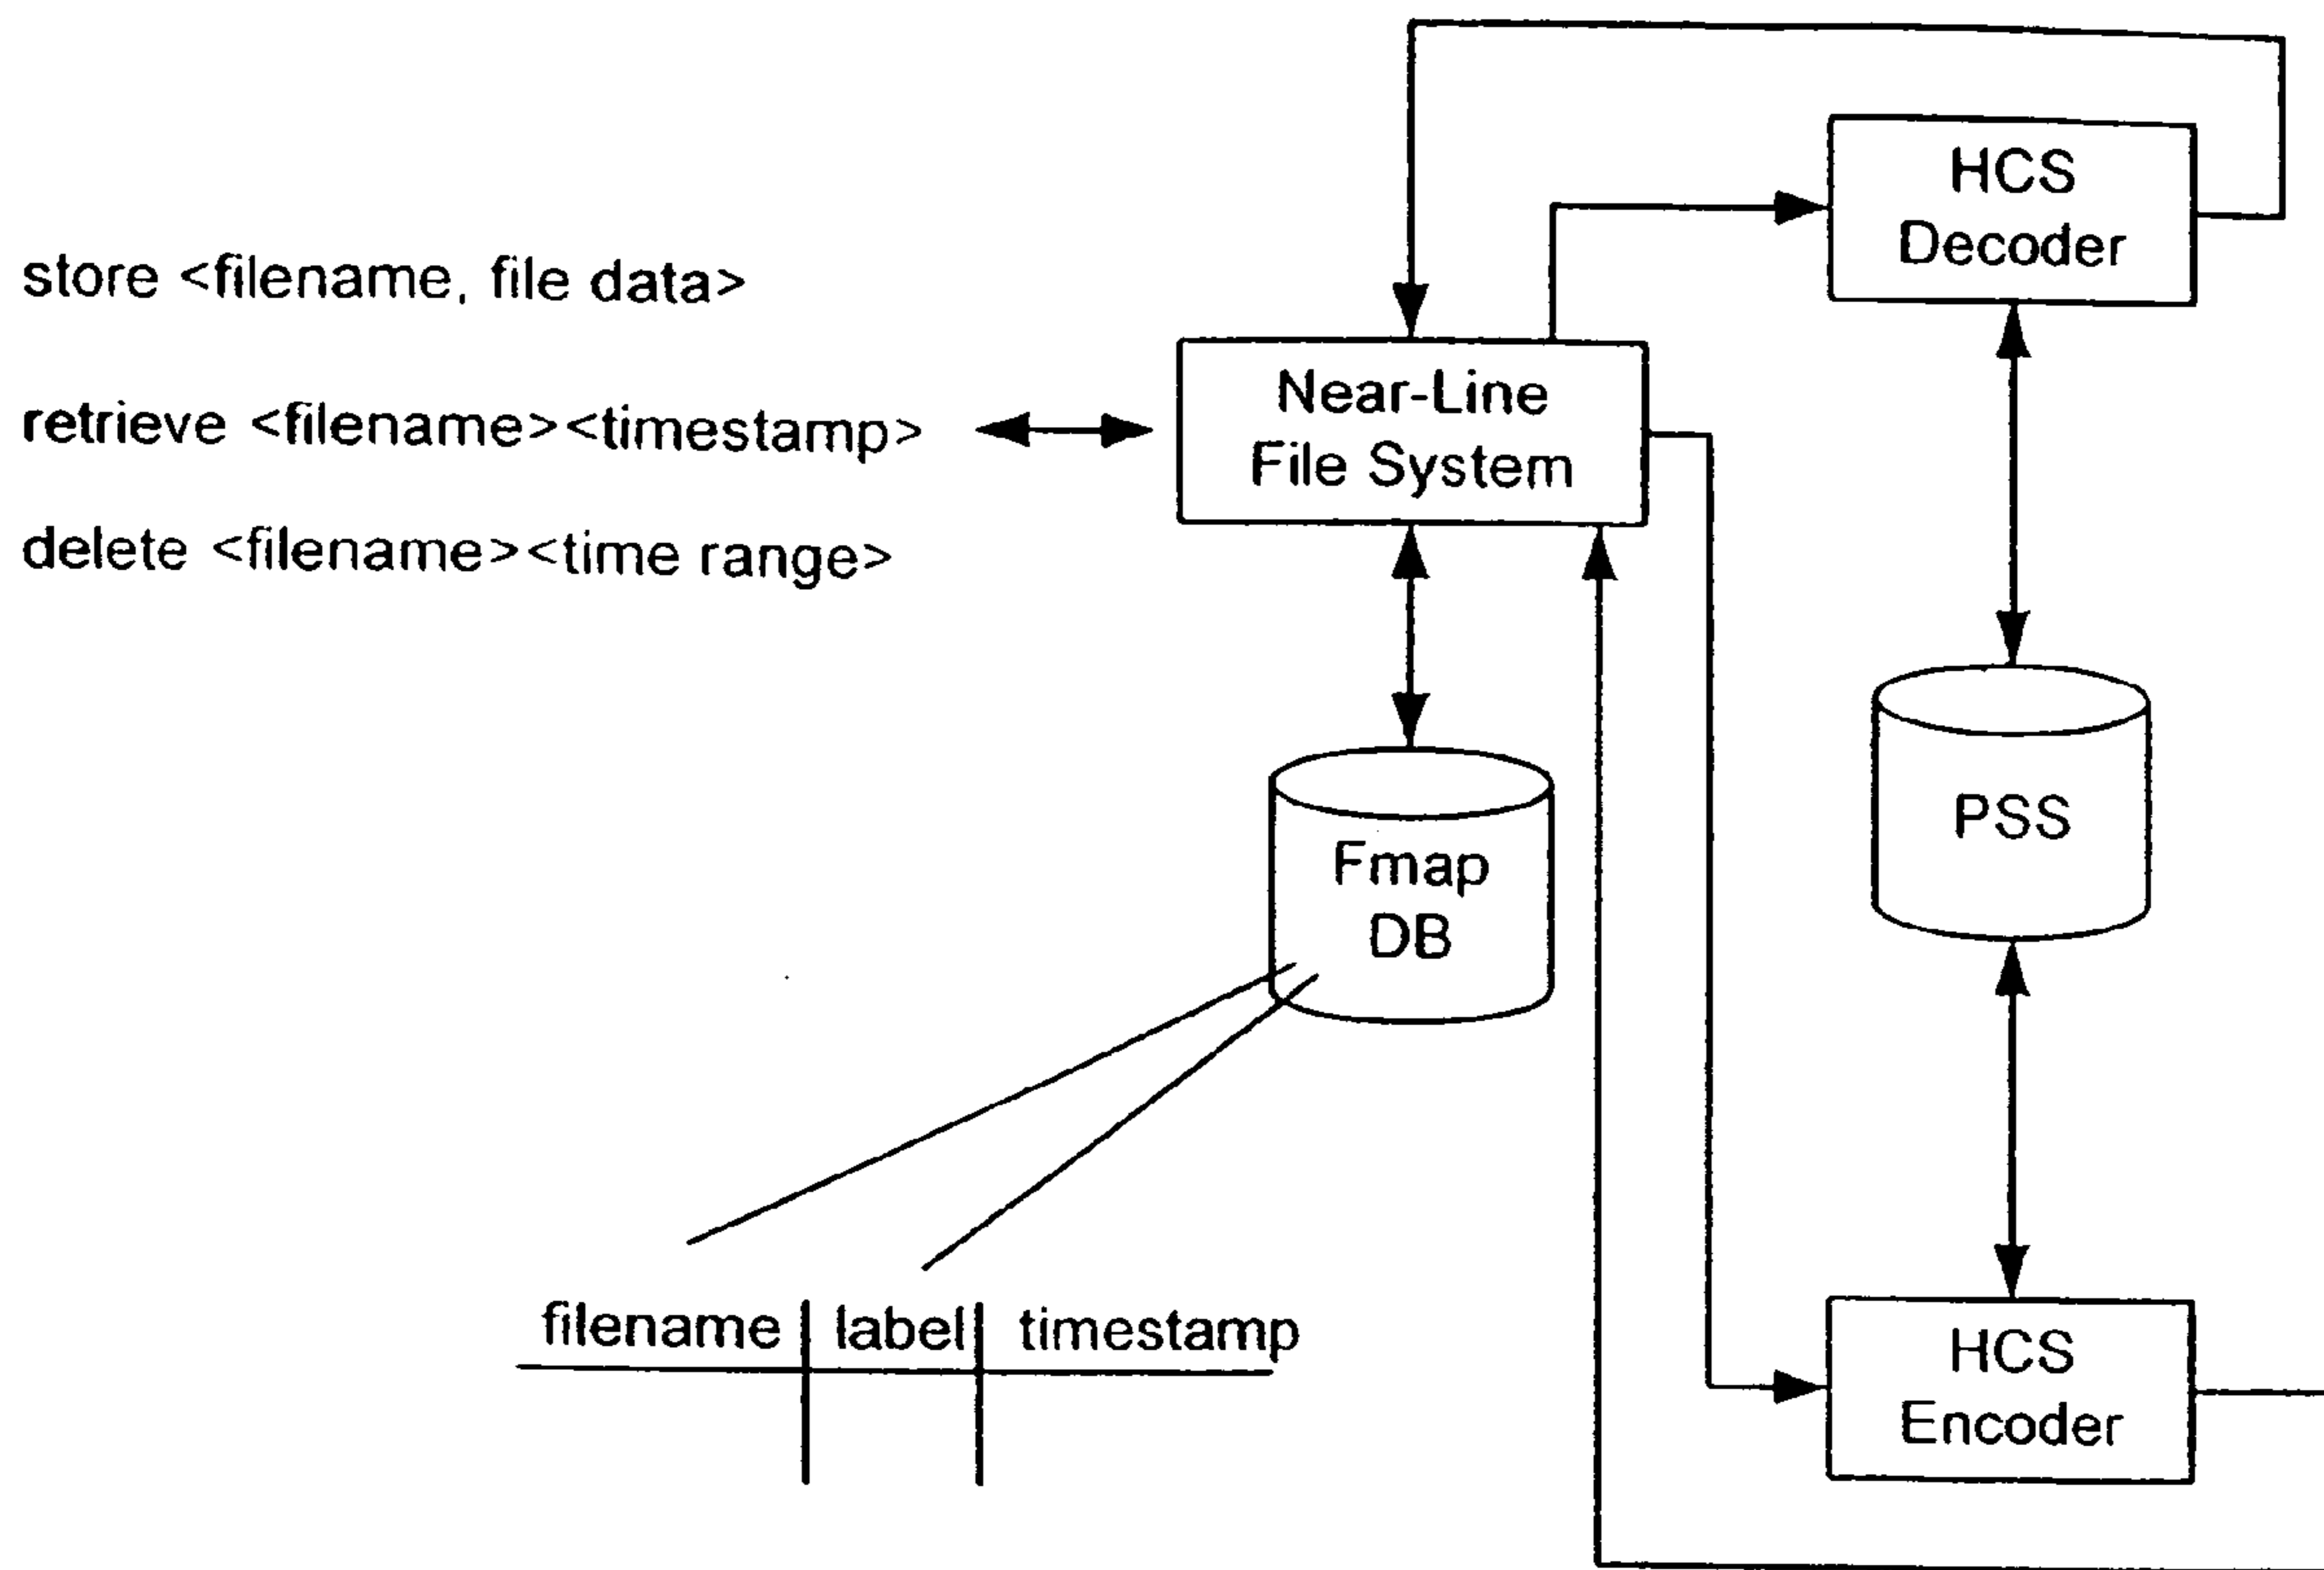 store <filename, file data>
retrieve <filename><timestamp>
delete <filename><time range>
HCS
Decoder
Near-Line
File System
PSS
Fmap
DB
filename label timestamp
HCS
Encoder